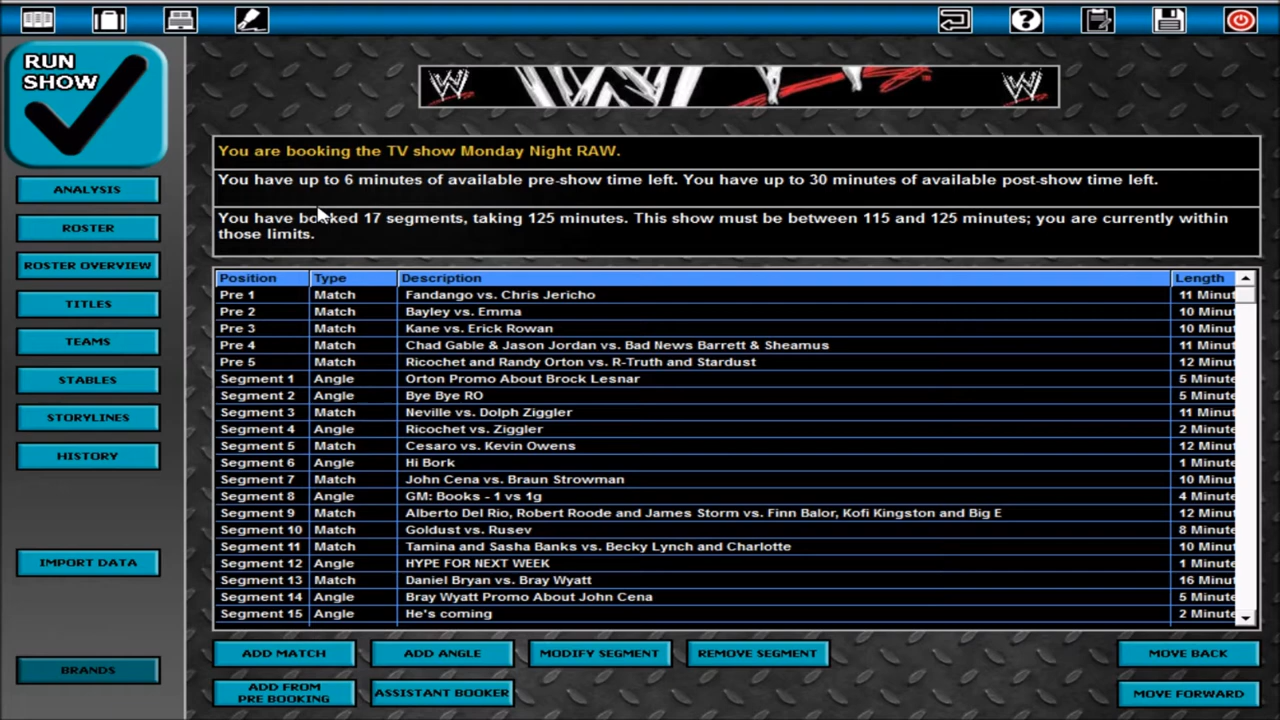 RUN
SHOW
ANALYSIS
ROSTER
ROSTER OVERVIEW
TITLES
TEAMS
STABLES
STORYLINES
HISTORY
IMPORT DATA
BRANDS
You are booking the TV show Monday Night RAW.
You have up to 6 minutes of available pre-show time left. You have up to 30 minutes of available post-show time left.
You have booked 17 segments, taking 125 minutes. This show must be between 115 and 125 minutes; you are currently within
those limits.
Position Type Description Length
Pre 1 Match Fandango vs. Chris Jericho 11 Minut
Pre 2 Match Bayley vs. Emma 10 Minut
Pre 3 Match Kane vs. Erick Rowan 10 Minut
Pre 4 Match Chad Gable & Jason Jordan vs. Bad News Barrett & Sheamus 11 Minut
Pre 5 Match Ricochet and Randy Orton vs. R-Truth and Stardust 12 Minut
Segment 1 Angle Orton Promo About Brock Lesnar 5 Minute
Segment 2 Angle Bye Bye RO 5 Minute
Segment 3 Match Neville vs. Dolph Ziggler 11 Minut
Segment 4 Angle Ricochet vs. Ziggler 2 Minute
Segment 5 Match Cesaro vs. Kevin Owens 12 Minut
Segment 6 Angle Hi Bork 1 Minute
Segment 7 Match John Cena vs. Braun Strowman 10 Minut
Segment 8 Angle GM: Books - 1 vs 1g 4 Minute
Segment 9 Match Alberto Del Rio, Robert Roode and James Storm vs. Finn Balor, Kofi Kingston and Big E 12 Minut
Segment 10 Match Goldust vs. Rusev 8 Minute
Segment 11 Match Tamina and Sasha Banks vs. Becky Lynch and Charlotte 10 Minut
Segment 12 Angle HYPE FOR NEXT WEEK 1 Minute
Segment 13 Match Daniel Bryan vs. Bray Wyatt 16 Minut
Segment 14 Angle Bray Wyatt Promo About John Cena 5 Minute
Segment 15 Angle He's coming 2 Minute
ADD MATCH ADD ANGLE MODIFY SEGMENT REMOVE SEGMENT MOVE BACK
ADD FROM
PRE BOOKING ASSISTANT BOOKER MOVE FORWARD